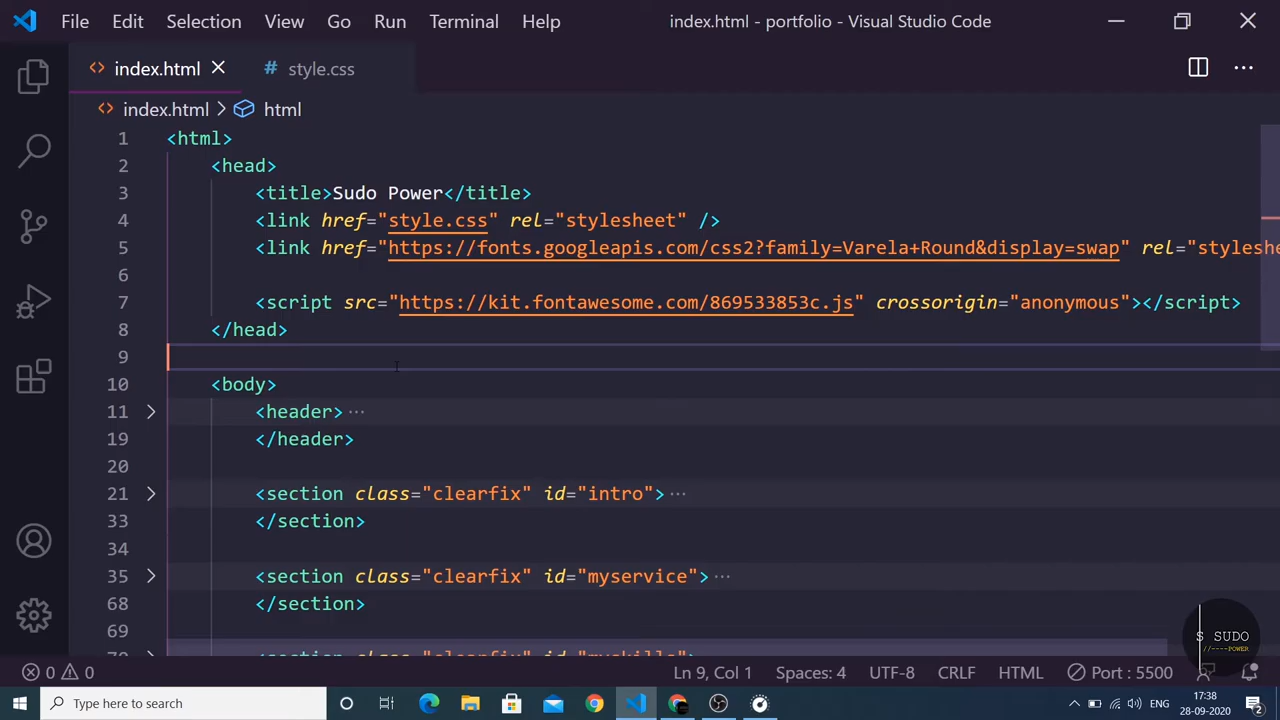 File Edit Selection View Go Run Terminal Help index.html - portfolio - Visual Studio Code
index.html # style.css
index.html > html
1 <html>
2 <head>
3 <title>Sudo Power</title>
4 <link href="style.css" rel="stylesheet" />
5 <link href="https://fonts.googleapis.com/css2?family=Varela+Round&display=swap" rel="stylesh
6
7 <script src="https://kit.fontawesome.com/869533853c.js" crossorigin="anonymous"></script>
8 </head>
9
10 <body>
11 <header> ···
19 </header>
20
21 <section class="clearfix" id="intro"> ···
33 </section>
34
35 <section class="clearfix" id="myservice"> ···
68 </section>
69
S SUDO
//----POWER
0 0 Ln 9, Col 1 Spaces: 4 UTF-8 CRLF HTML Port : 5500
Type here to search
ENG
17:38
28-09-2020
2